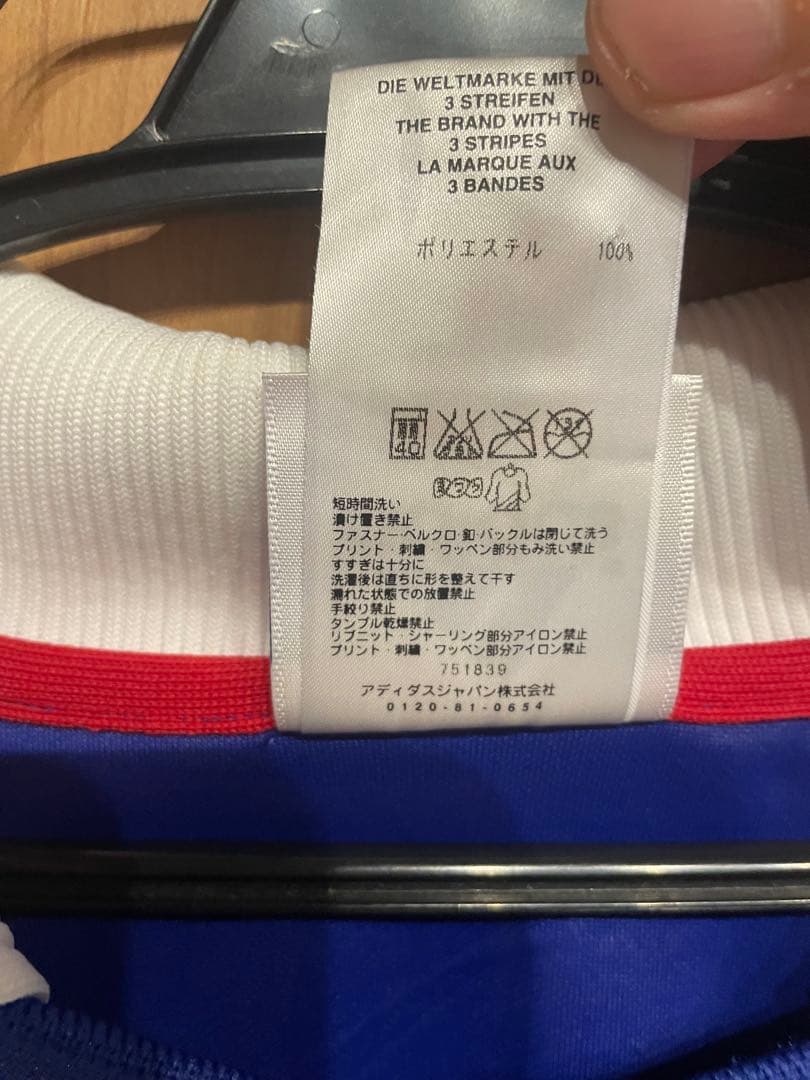 DIE WELTMARKE MIT
3 STREIFEN
THE BRAND WITH THE
3 STRIPES
LA MARQUE AUX
3 BANDES
ポリエステル 100%
40
短時間洗い
漬け置き禁止
ファスナー・ベルクロ・釦・バックルは閉じて洗う
プリント・刺繍・ワッペン部分もみ洗い禁止
すすぎは十分に
洗濯後は直ちに形を整えて干す
濡れた状態での放置禁止
手絞り禁止
タンブル乾燥禁止
リブニット・シャーリング部分アイロン禁止
プリント・刺繍・ワッペン部分アイロン禁止
751839
アディダスジャパン株式会社
0120-81-0654